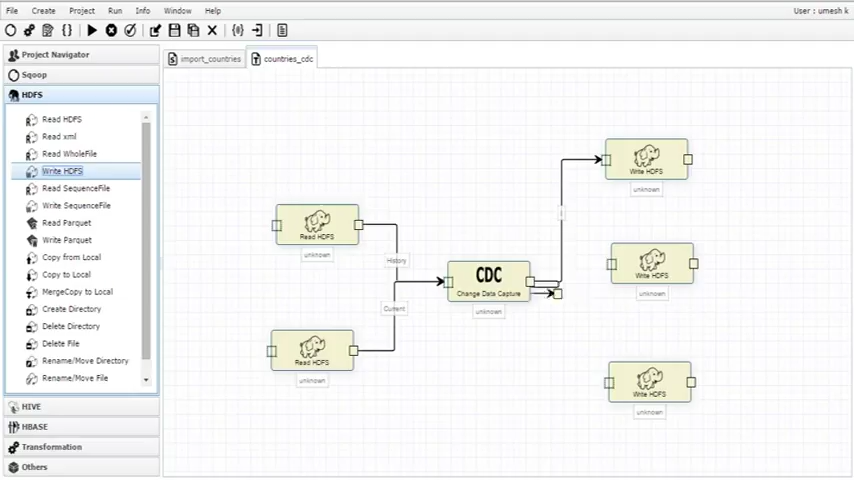 File Create Project Run Info Window Help User : umesh k
Project Navigator
Sqoop
HDFS
Read HDFS
Read xml
Read WholeFile
Write HDFS
Read SequenceFile
Write SequenceFile
Read Parquet
Write Parquet
Copy from Local
Copy to Local
MergeCopy to Local
Create Directory
Delete Directory
Delete File
Rename/Move Directory
Rename/Move File
HIVE
HBASE
Transformation
Others
import_countries countries_cdc
Read HDFS
unknown
History
Current
Read HDFS
unknown
CDC
Change Data Capture
unknown
Write HDFS
unknown
Write HDFS
unknown
Write HDFS
unknown